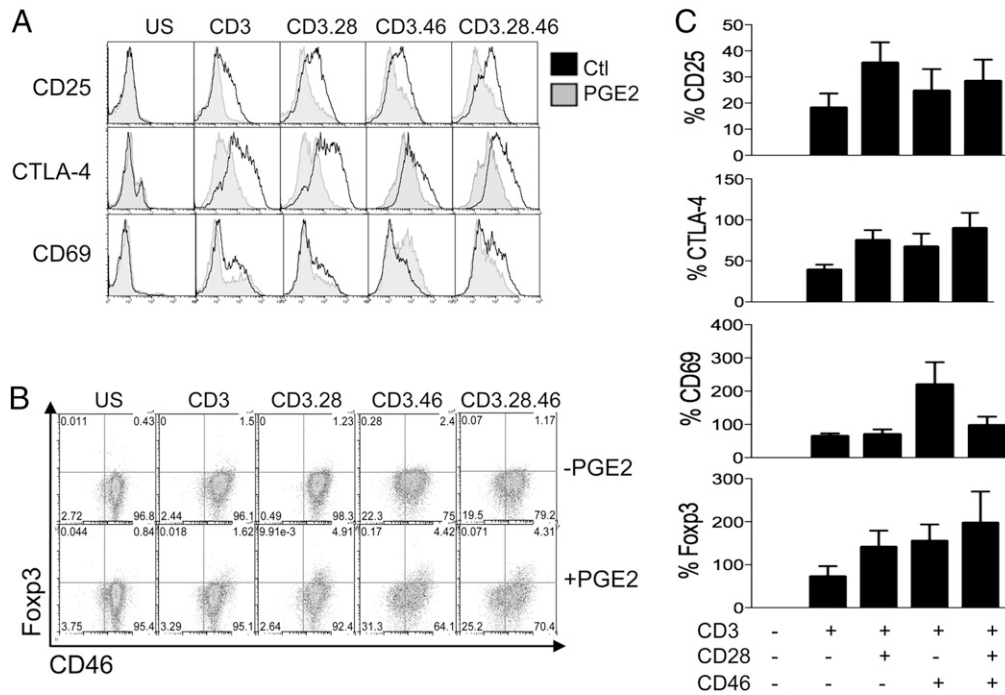 A
US CD3 CD3.28 CD3.46 CD3.28.46
CD25
CTLA-4
CD69
Ctl
PGE2
B
US CD3 CD3.28 CD3.46 CD3.28.46
0.011 0.43 0 1.5 0 1.23 0.28 2.4 0.07 1.17
-PGE2
2.72 96.8 2.44 96.1 0.49 98.3 22.3 75 19.5 79.2
0.044 0.84 0.018 1.62 9.91e-3 4.91 0.17 4.42 0.071 4.31
+PGE2
3.75 95.4 3.29 95.1 2.64 92.4 31.3 64.1 25.2 70.4
Foxp3
CD46
C
% CD25
50
40
30
20
10
0
% CTLA-4
150
100
50
0
% CD69
400
300
200
100
0
% Foxp3
300
200
100
0
CD3 - + + + +
CD28 - - + - +
CD46 - - - + +